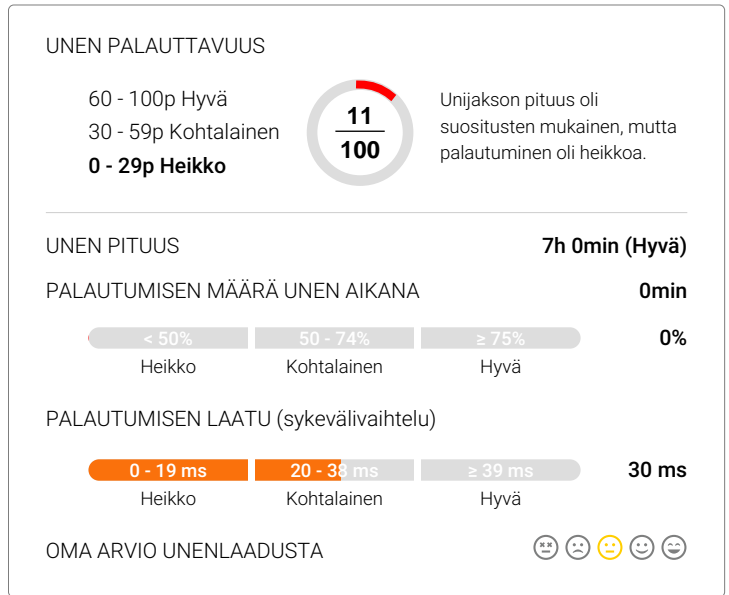 UNEN PALAUTTAVUUS
60 - 100p Hyvä
30 - 59p Kohtalainen
0 - 29p Heikko
11
100
Unijakson pituus oli
suositusten mukainen, mutta
palautuminen oli heikkoa.
UNEN PITUUS 7h 0min (Hyvä)
PALAUTUMISEN MÄÄRÄ UNEN AIKANA 0min
< 50% 50 - 74% ≥ 75% 0%
Heikko Kohtalainen Hyvä
PALAUTUMISEN LAATU (sykevälivaihtelu)
0 - 19 ms 20 - 38 ms ≥ 39 ms 30 ms
Heikko Kohtalainen Hyvä
OMA ARVIO UNENLAADUSTA